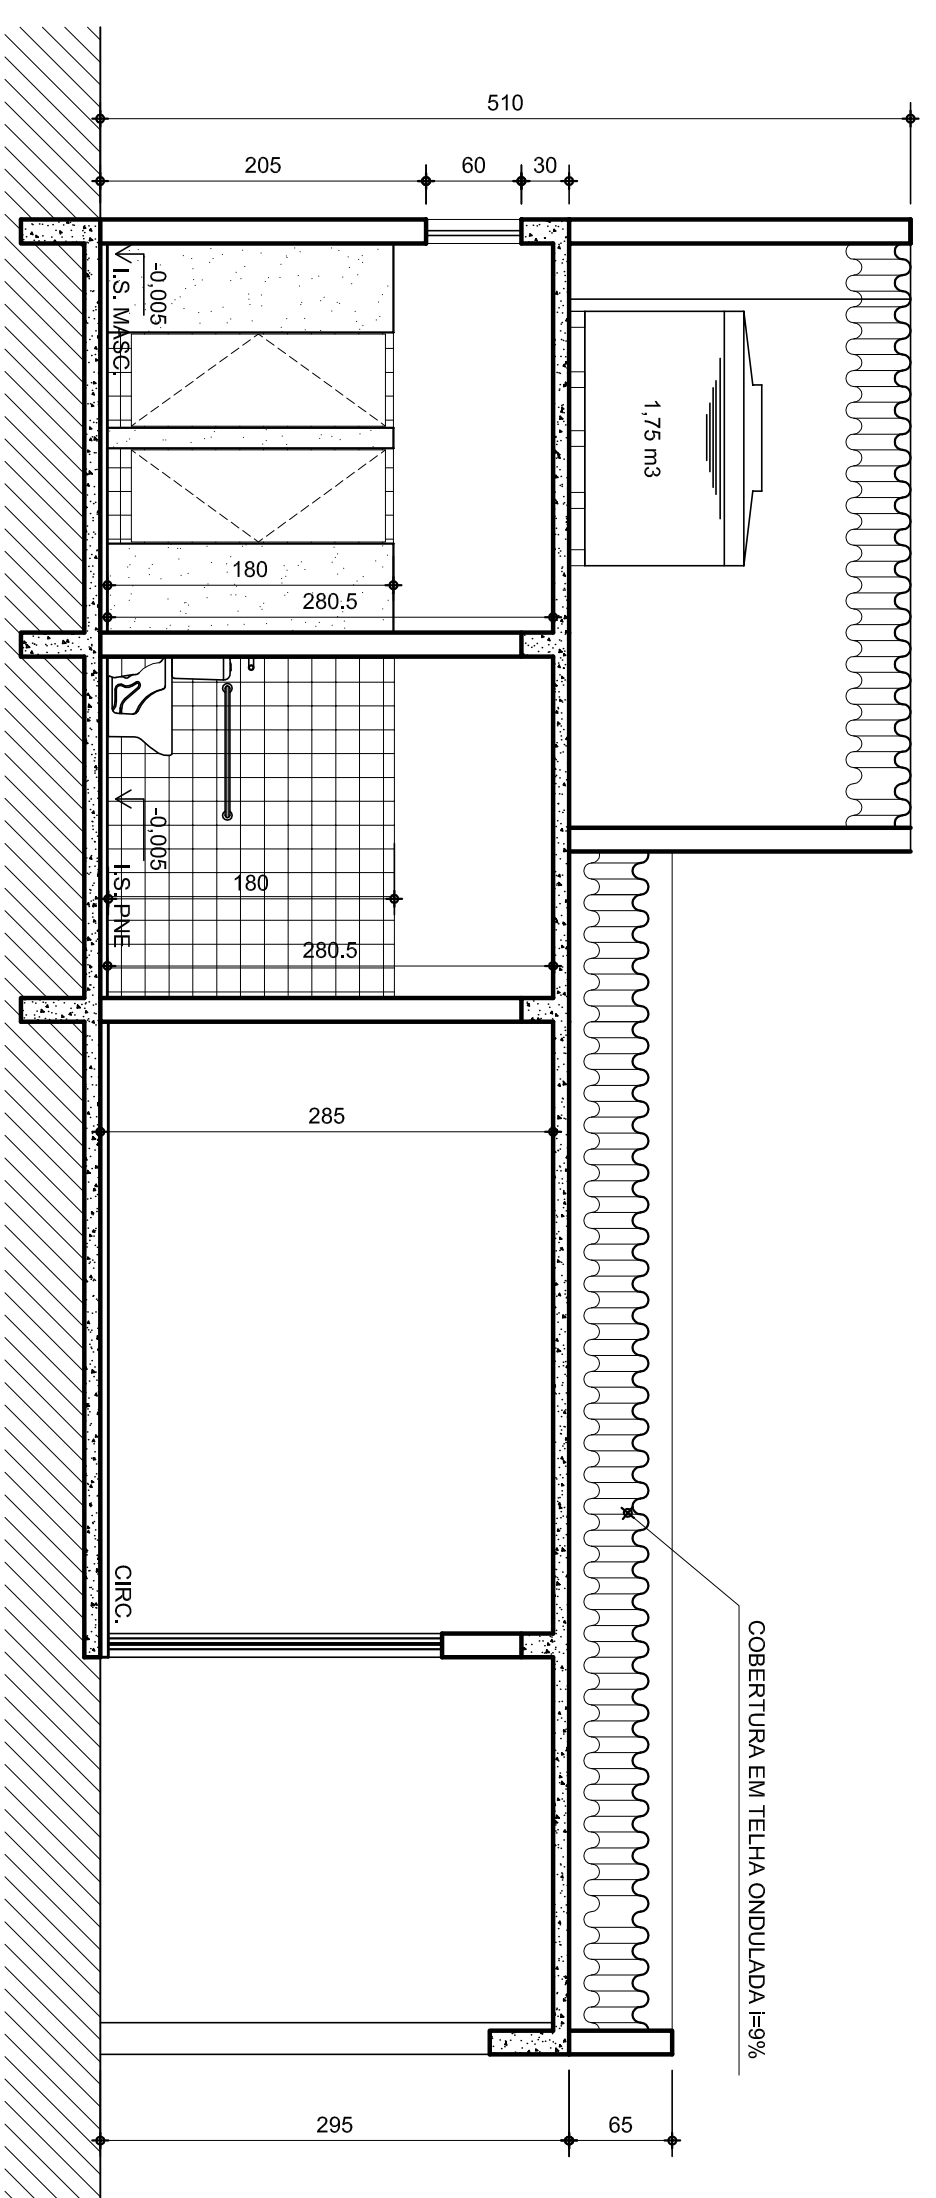 510
205
60
30
-0,005
I.S. MASC.
1,75 m3
180
280.5
-0,005
I.S. PNE
180
280.5
285
CIRC.
COBERTURA EM TELHA ONDULADA i=9%
295
65